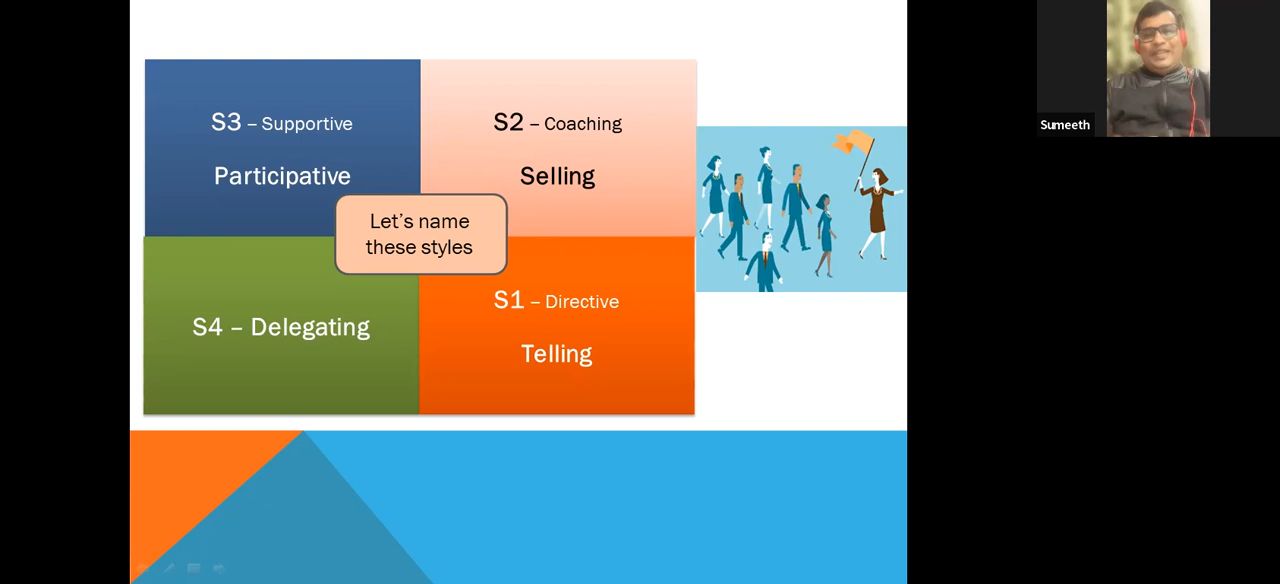 S3 – Supportive
Participative
S2 – Coaching
Selling
Let’s name
these styles
S4 – Delegating
S1 – Directive
Telling
Sumeeth